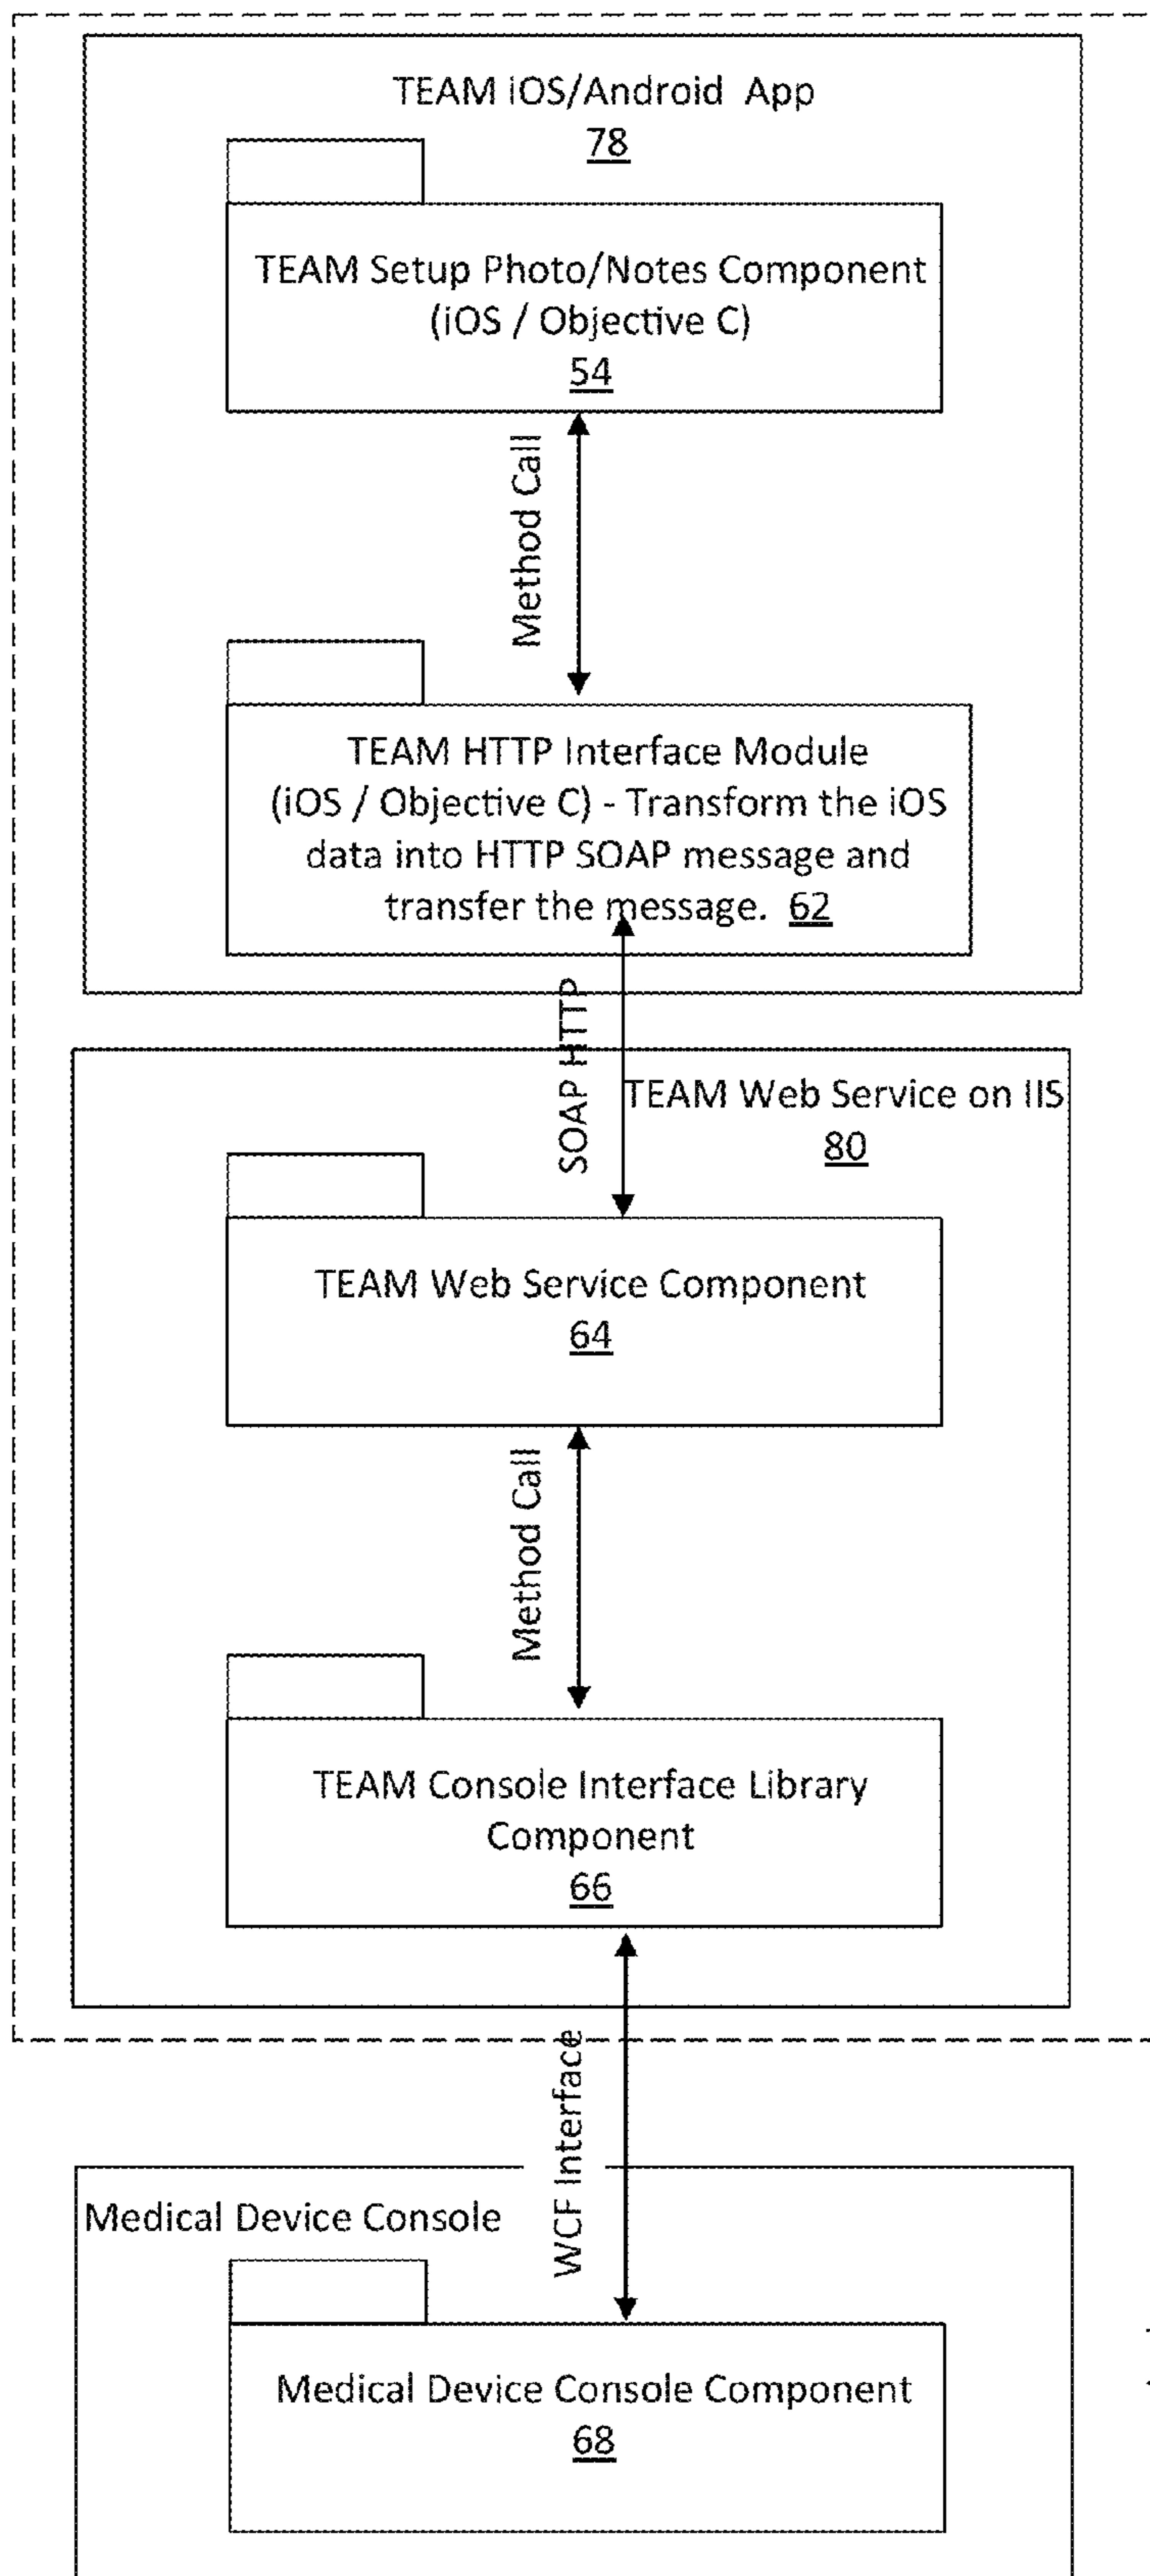 TEAM iOS/Android App
78
TEAM Setup Photo/Notes Component
(iOS / Objective C)
54
Method Call
TEAM HTTP Interface Module
(iOS / Objective C) - Transform the iOS
data into HTTP SOAP message and
transfer the message. 62
SOAP HTTP
TEAM Web Service on IIS
80
TEAM Web Service Component
64
Method Call
TEAM Console Interface Library
Component
66
WCF Interface
Medical Device Console
Medical Device Console Component
68